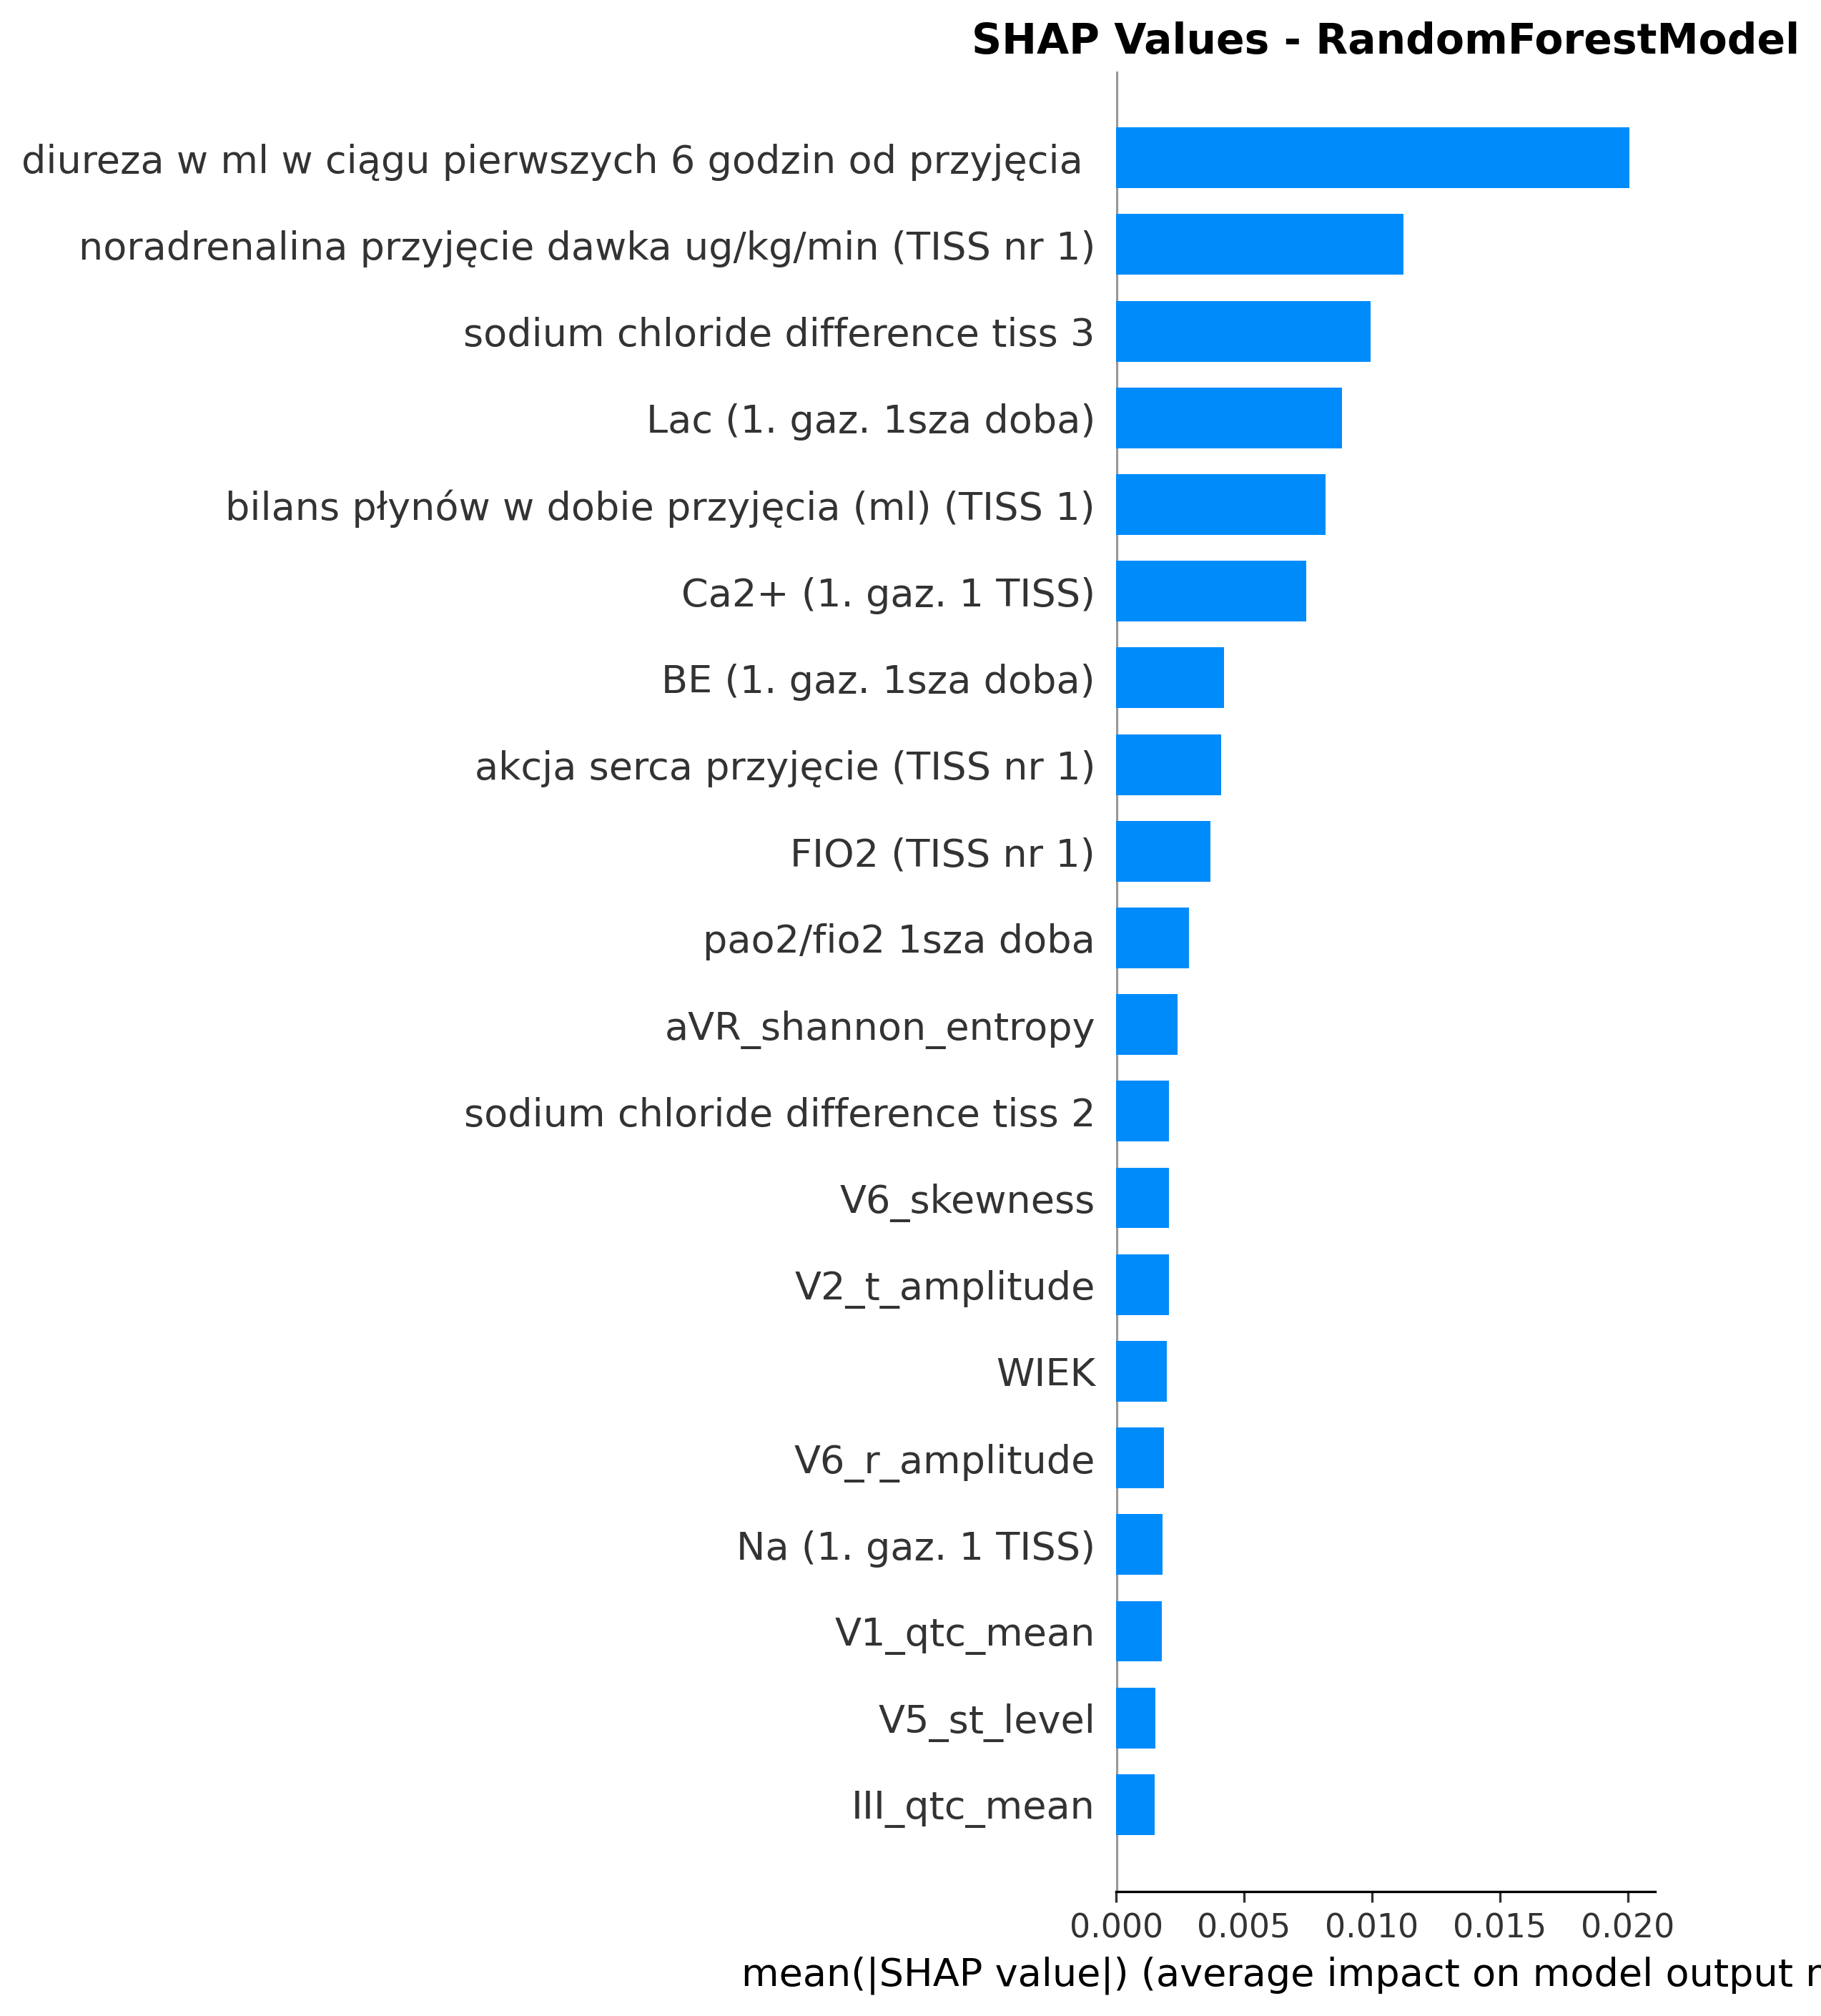 SHAP Values - RandomForestModel
diureza w ml w ciągu pierwszych 6 godzin od przyjęcia
noradrenalina przyjęcie dawka ug/kg/min (TISS nr 1)
sodium chloride difference tiss 3
Lac (1. gaz. 1sza doba)
bilans płynów w dobie przyjęcia (ml) (TISS 1)
Ca2+ (1. gaz. 1 TISS)
BE (1. gaz. 1sza doba)
akcja serca przyjęcie (TISS nr 1)
FIO2 (TISS nr 1)
pao2/fio2 1sza doba
aVR_shannon_entropy
sodium chloride difference tiss 2
V6_skewness
V2_t_amplitude
WIEK
V6_r_amplitude
Na (1. gaz. 1 TISS)
V1_qtc_mean
V5_st_level
III_qtc_mean
0.000 0.005 0.010 0.015 0.020
mean(|SHAP value|) (average impact on model output